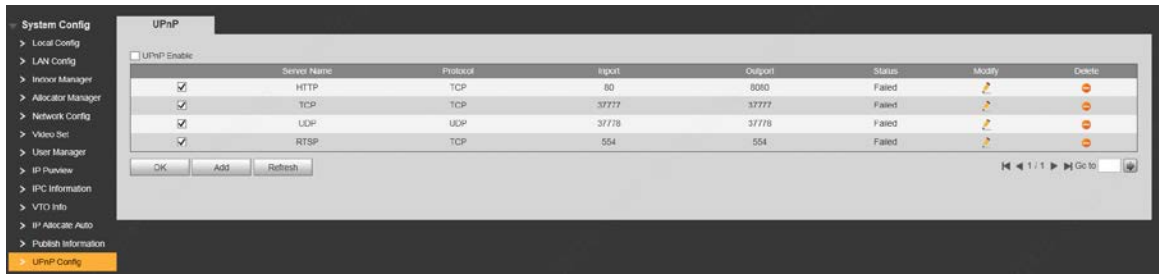 System Config
Local Config
LAN Config
Indoor Manager
Allocator Manager
Network Config
Video Set
User Manager
IP Purview
IPC Information
VTO Info
IP Allocate Auto
Publish Information
UPnP Config
UPnP
UPnP Enable
Server Name Protocol Inport Outport Status Modify Delete
HTTP TCP 80 8080 Failed
TCP TCP 37777 37777 Failed
UDP UDP 37778 37778 Failed
RTSP TCP 554 554 Failed
OK Add Refresh 1 / 1 Go to